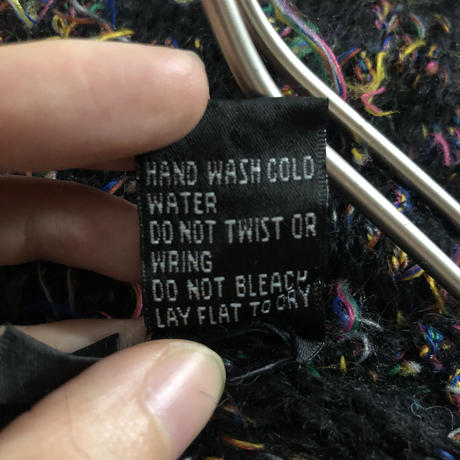 HAND WASH COLD
WATER
DO NOT TWIST OR
WRING
DO NOT BLEACH
LAY FLAT TO DRY